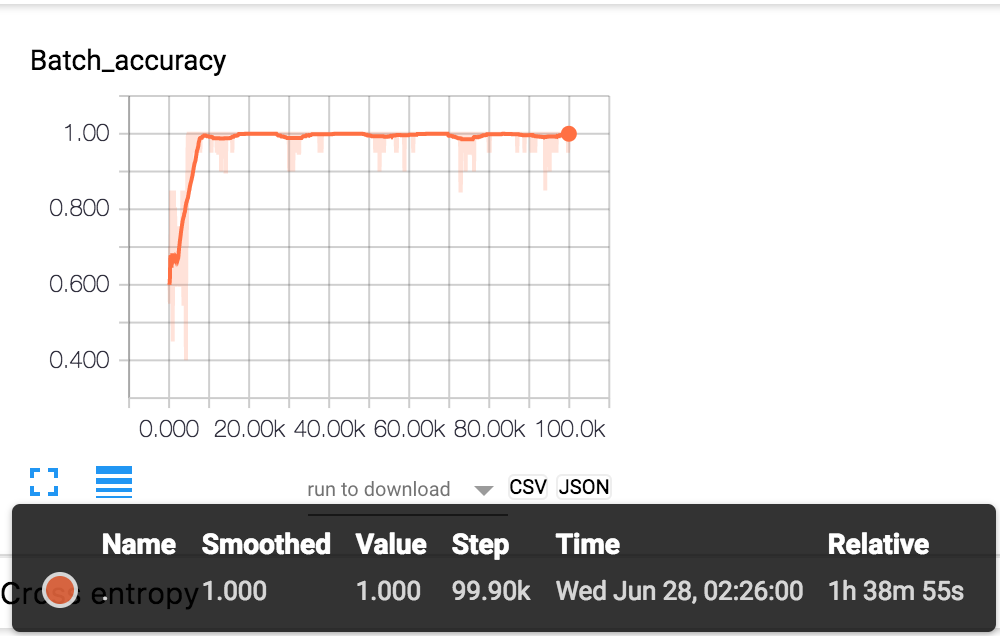 Batch_accuracy
1.00
0.800
0.600
0.400
0.000 20.00k 40.00k 60.00k 80.00k 100.0k
run to download CSV JSON
Name Smoothed Value Step Time Relative
Cross entropy . 1.000 1.000 99.90k Wed Jun 28, 02:26:00 1h 38m 55s